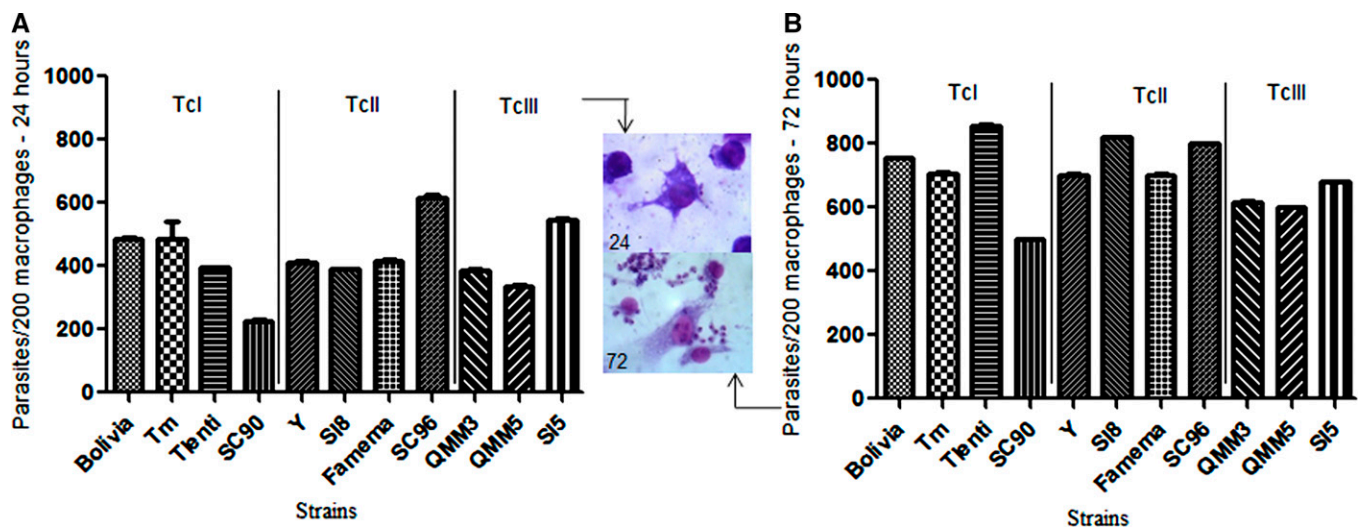 A
Parasites/200 macrophages - 24 hours
1000
800
600
400
200
0
TcI
TcII
TcIII
Bolivia
Tm
Tlenti
SC90
Y
SI8
Famema
SC96
QMM3
QMM5
SI5
Strains
24
72
B
Parasites/200 macrophages - 72 hours
1000
800
600
400
200
0
TcI
TcII
TcIII
Bolivia
Tm
Tlenti
SC90
Y
SI8
Famema
SC96
QMM3
QMM5
SI5
Strains